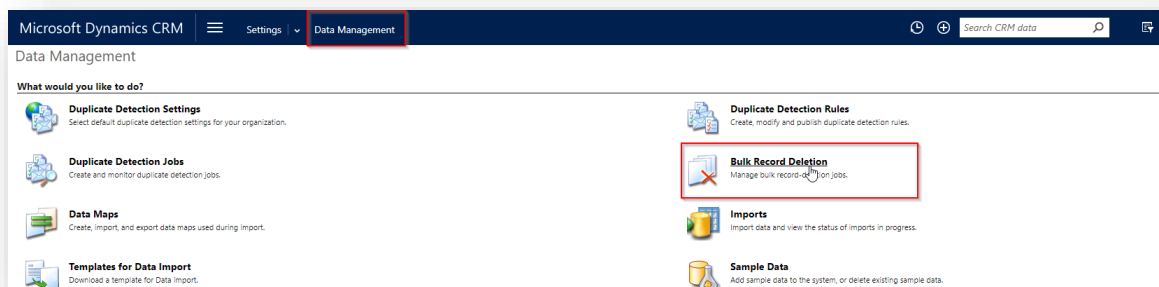 Microsoft Dynamics CRM Settings Data Management Search CRM data
Data Management
What would you like to do?
Duplicate Detection Settings
Select default duplicate detection settings for your organization.
Duplicate Detection Rules
Create, modify and publish duplicate detection rules.
Duplicate Detection Jobs
Create and monitor duplicate detection jobs.
Bulk Record Deletion
Manage bulk record-deletion jobs.
Data Maps
Create, import, and export data maps used during import.
Imports
Import data and view the status of imports in progress.
Templates for Data Import
Download a template for Data Import.
Sample Data
Add sample data to the system, or delete existing sample data.